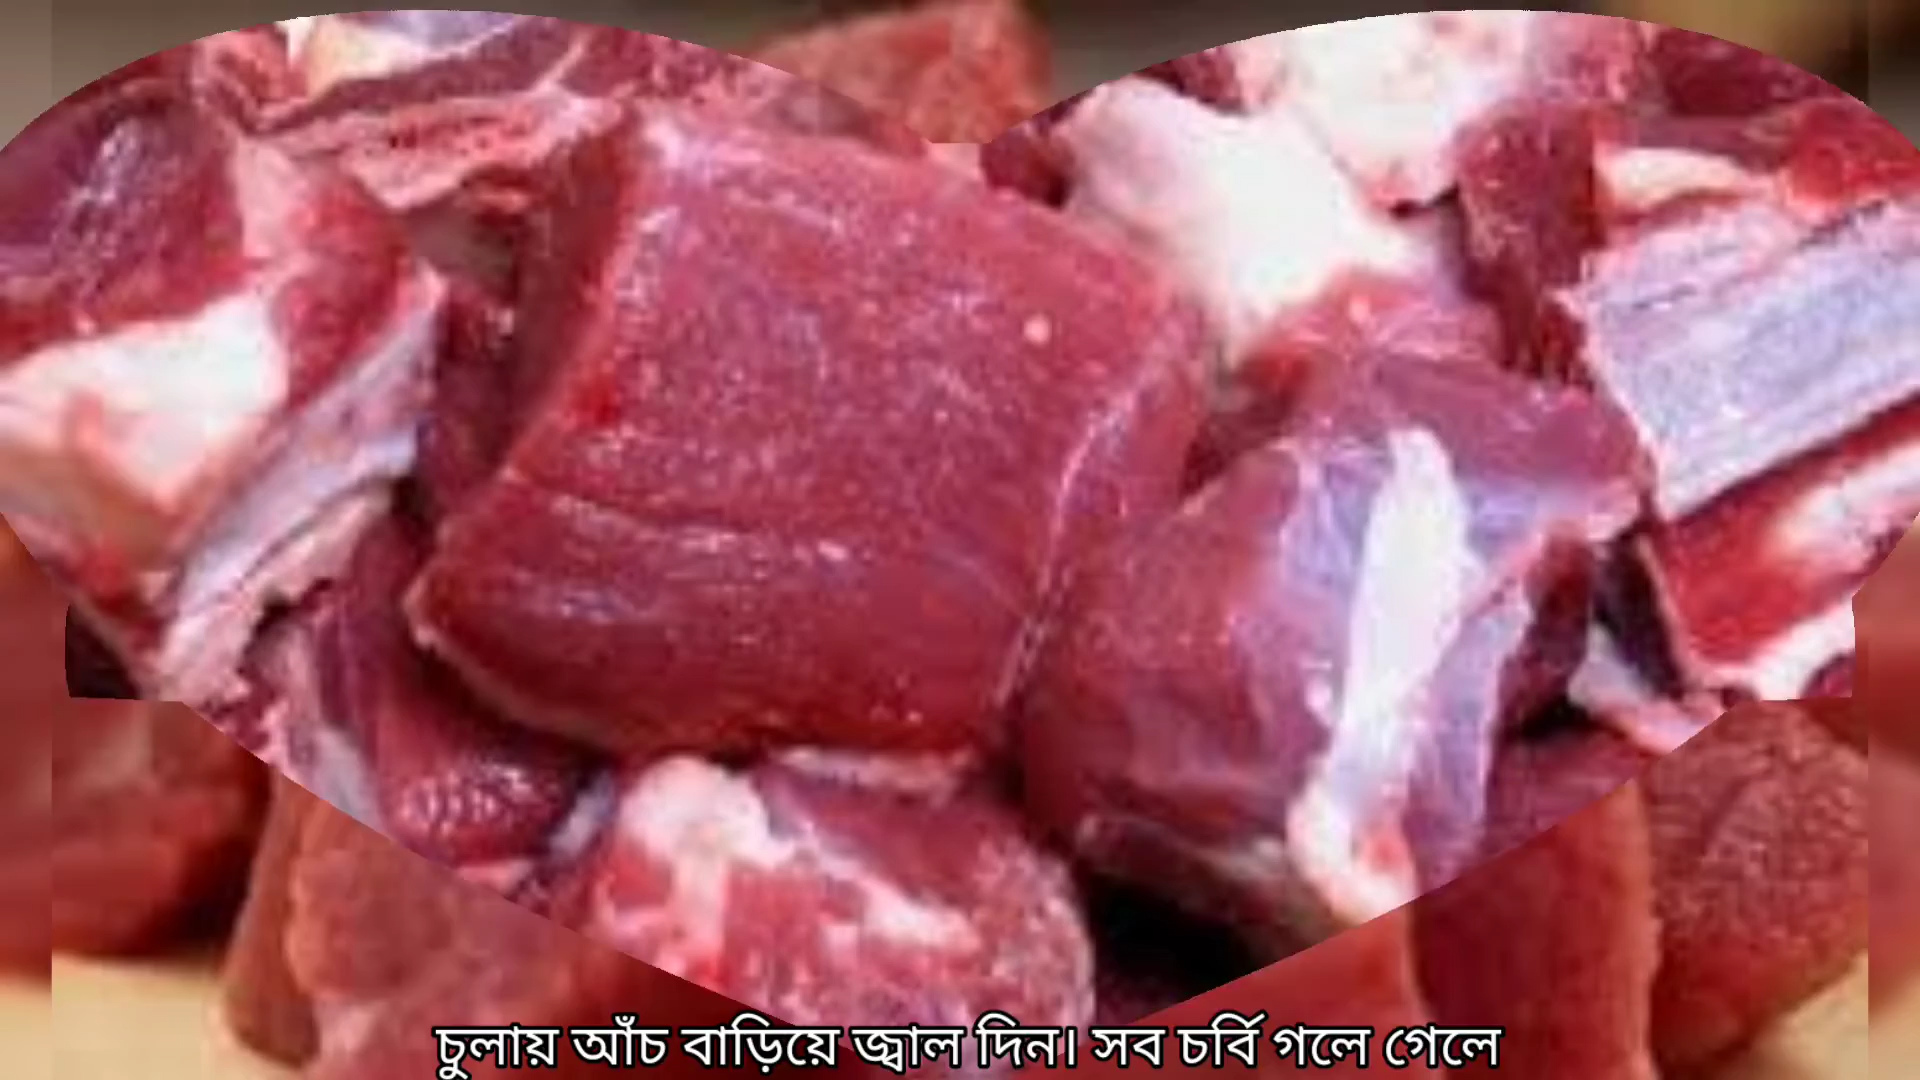 চুলায় আঁচ বাড়িয়ে জ্বাল দিন। সব চর্বি গলে গেলে